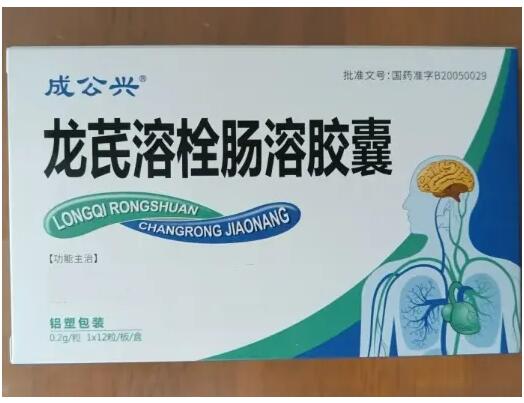 成公兴®
批准文号:国药准字B20050029
龙芪溶栓肠溶胶囊
LONGQI RONGSHUAN
CHANGRONG JIAONANG
【功能主治】
铝塑包装
0.2g/粒 1x12粒/板/盒